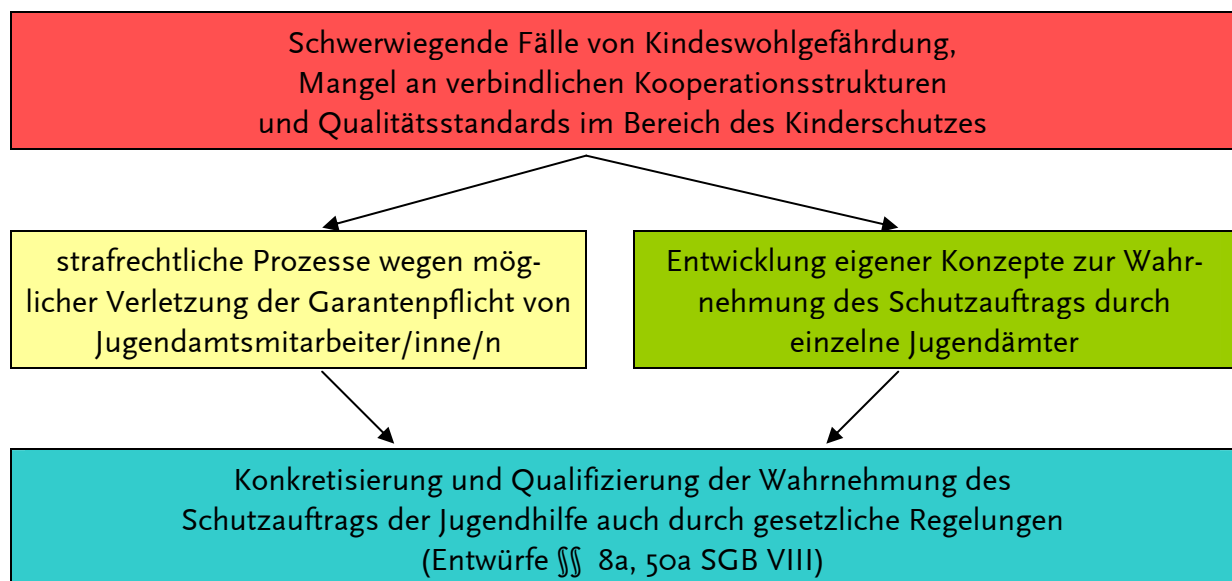 Schwerwiegende Fälle von Kindeswohlgefährdung,
Mangel an verbindlichen Kooperationsstrukturen
und Qualitätsstandards im Bereich des Kinderschutzes
strafrechtliche Prozesse wegen mög-
licher Verletzung der Garantenpflicht von
Jugendamtsmitarbeiter/inne/n
Entwicklung eigener Konzepte zur Wahr-
nehmung des Schutzauftrags durch
einzelne Jugendämter
Konkretisierung und Qualifizierung der Wahrnehmung des
Schutzauftrags der Jugendhilfe auch durch gesetzliche Regelungen
(Entwürfe §§ 8a, 50a SGB VIII)